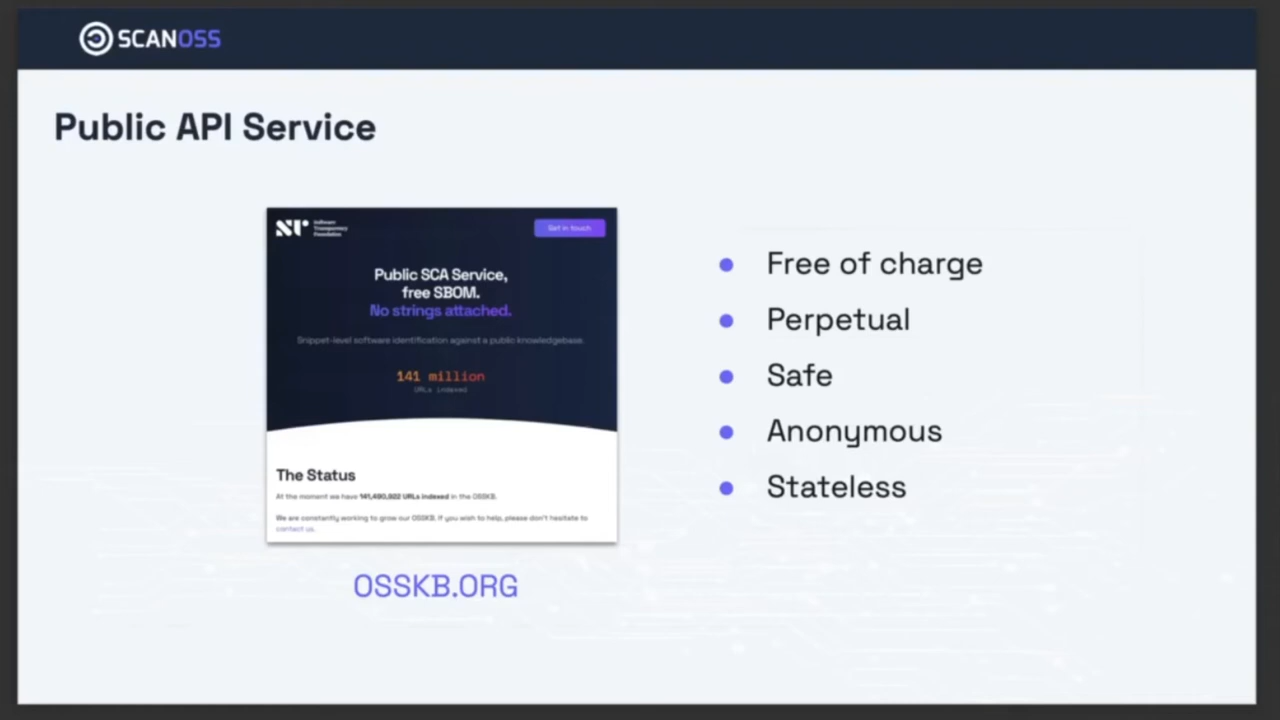 SCANOSS
Public API Service
Software
Transparency
Foundation
Get in touch
Public SCA Service,
free SBOM.
No strings attached.
Snippet-level software identification against a public knowledgebase.
141 million
URLs indexed
The Status
At the moment we have 141,490,922 URLs indexed in the OSSKB.
We are constantly working to grow our OSSKB. If you wish to help, please don't hesitate to
contact us.
OSSKB.ORG
Free of charge
Perpetual
Safe
Anonymous
Stateless